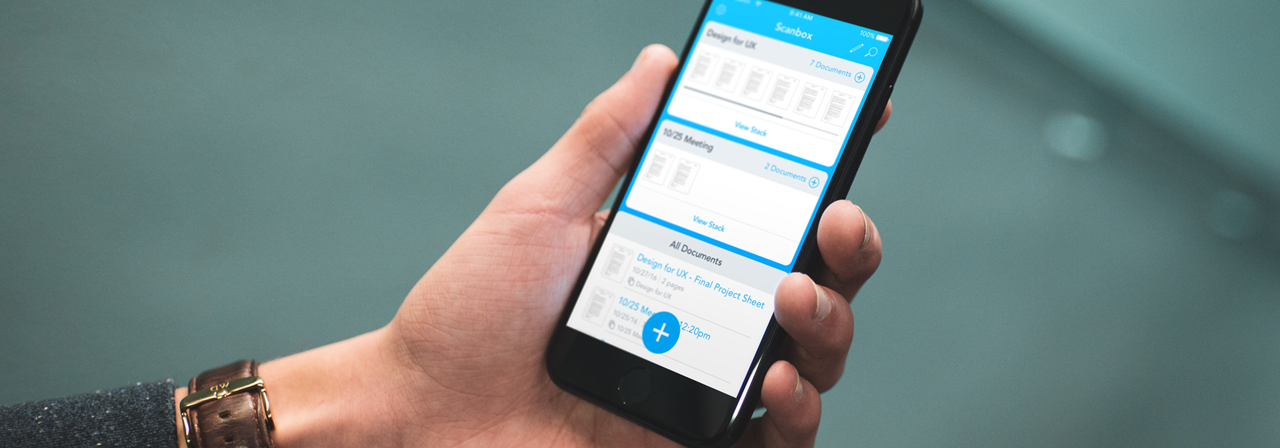 9:41 AM
100%
Scanbox
Design for UX
7 Documents
View Stack
10/25 Meeting
2 Documents
View Stack
All Documents
Design for UX - Final Project Sheet
10/27/16 2 pages
Design for UX
10/25 Mee 12:20pm
10/25/16
10/25 Me
DW